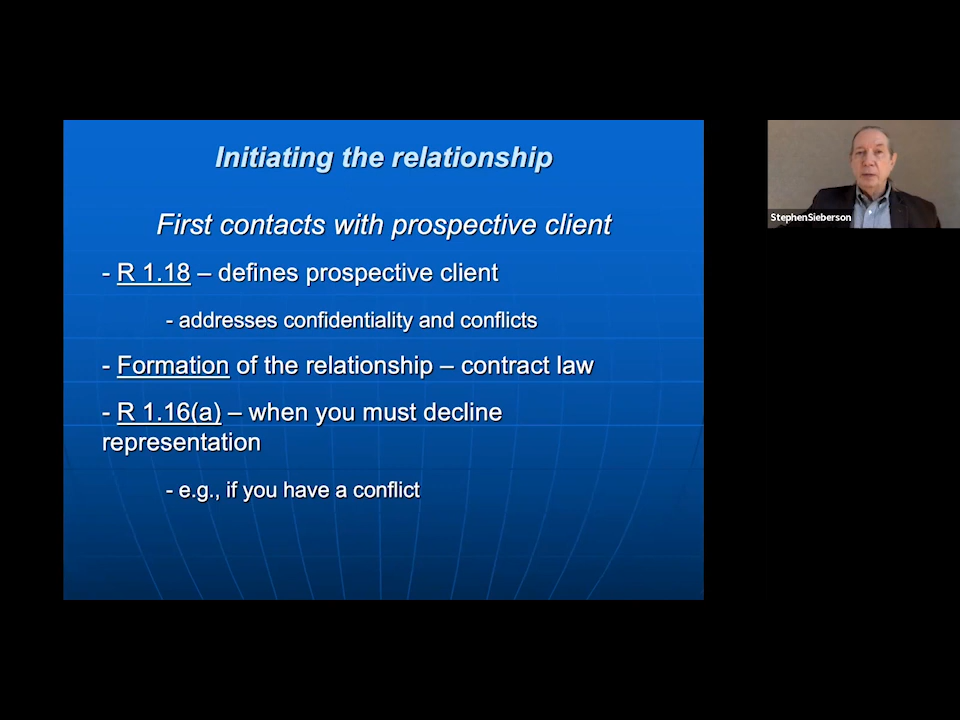 Initiating the relationship
First contacts with prospective client
- R 1.18 – defines prospective client
- addresses confidentiality and conflicts
- Formation of the relationship – contract law
- R 1.16(a) – when you must decline
representation
- e.g., if you have a conflict
StephenSieberson